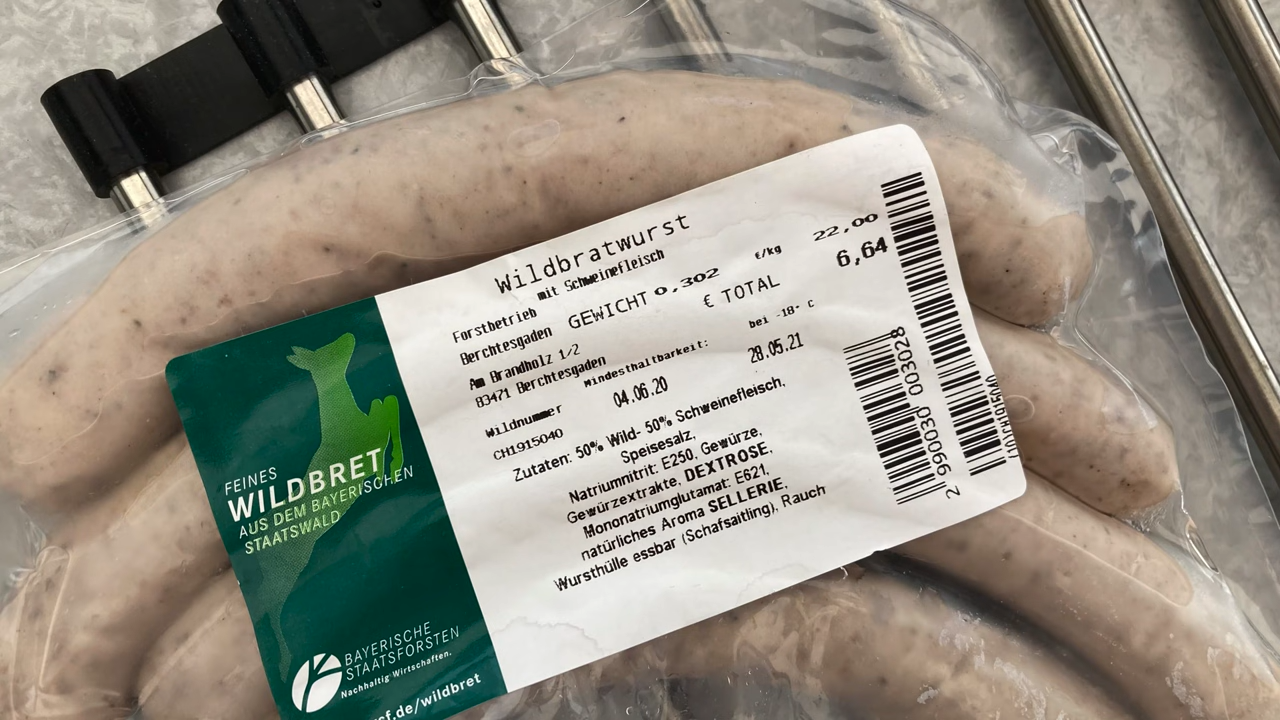 Wildbratwurst
mit Schweinefleisch
Forstbetrieb
Berchtesgaden
Am Brandholz 1/2
83471 Berchtesgaden
GEWICHT 0,302
€/kg
22,00
€ TOTAL
6,64
Wildnummer
CH1915040
Mindesthaltbarkeit:
04.06.20
bei -18° C
28.05.21
Zutaten: 50% Wild- 50% Schweinefleisch,
Speisesalz,
Natriumnitrit: E250, Gewürze,
Gewürzextrakte, DEXTROSE,
Mononatriumglutamat: E621,
natürliches Aroma SELLERIE,
Wursthülle essbar (Schafsaitling), Rauch
2 990030 003028
FEINES
WILDBRET
AUS DEM BAYERISCHEN
STAATSWALD
BAYERISCHE
STAATSFORSTEN
Nachhaltig Wirtschaften.
sf.de/wildbret